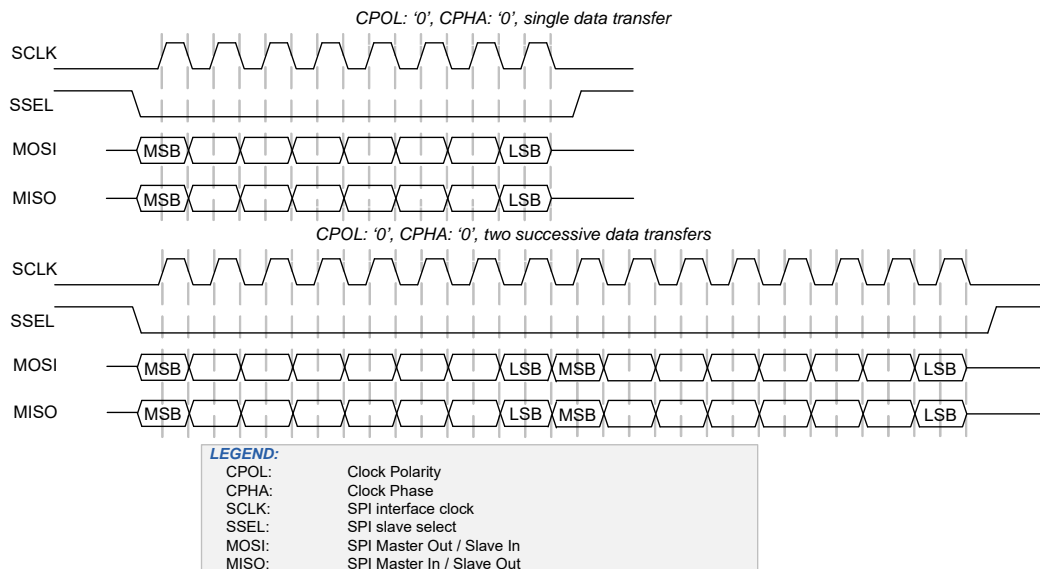 CPOL: ‘0’, CPHA: ‘0’, single data transfer
SCLK
SSEL
MOSI MSB LSB
MISO MSB LSB
CPOL: ‘0’, CPHA: ‘0’, two successive data transfers
SCLK
SSEL
MOSI MSB LSB MSB LSB
MISO MSB LSB MSB LSB
LEGEND:
CPOL: Clock Polarity
CPHA: Clock Phase
SCLK: SPI interface clock
SSEL: SPI slave select
MOSI: SPI Master Out / Slave In
MISO: SPI Master In / Slave Out